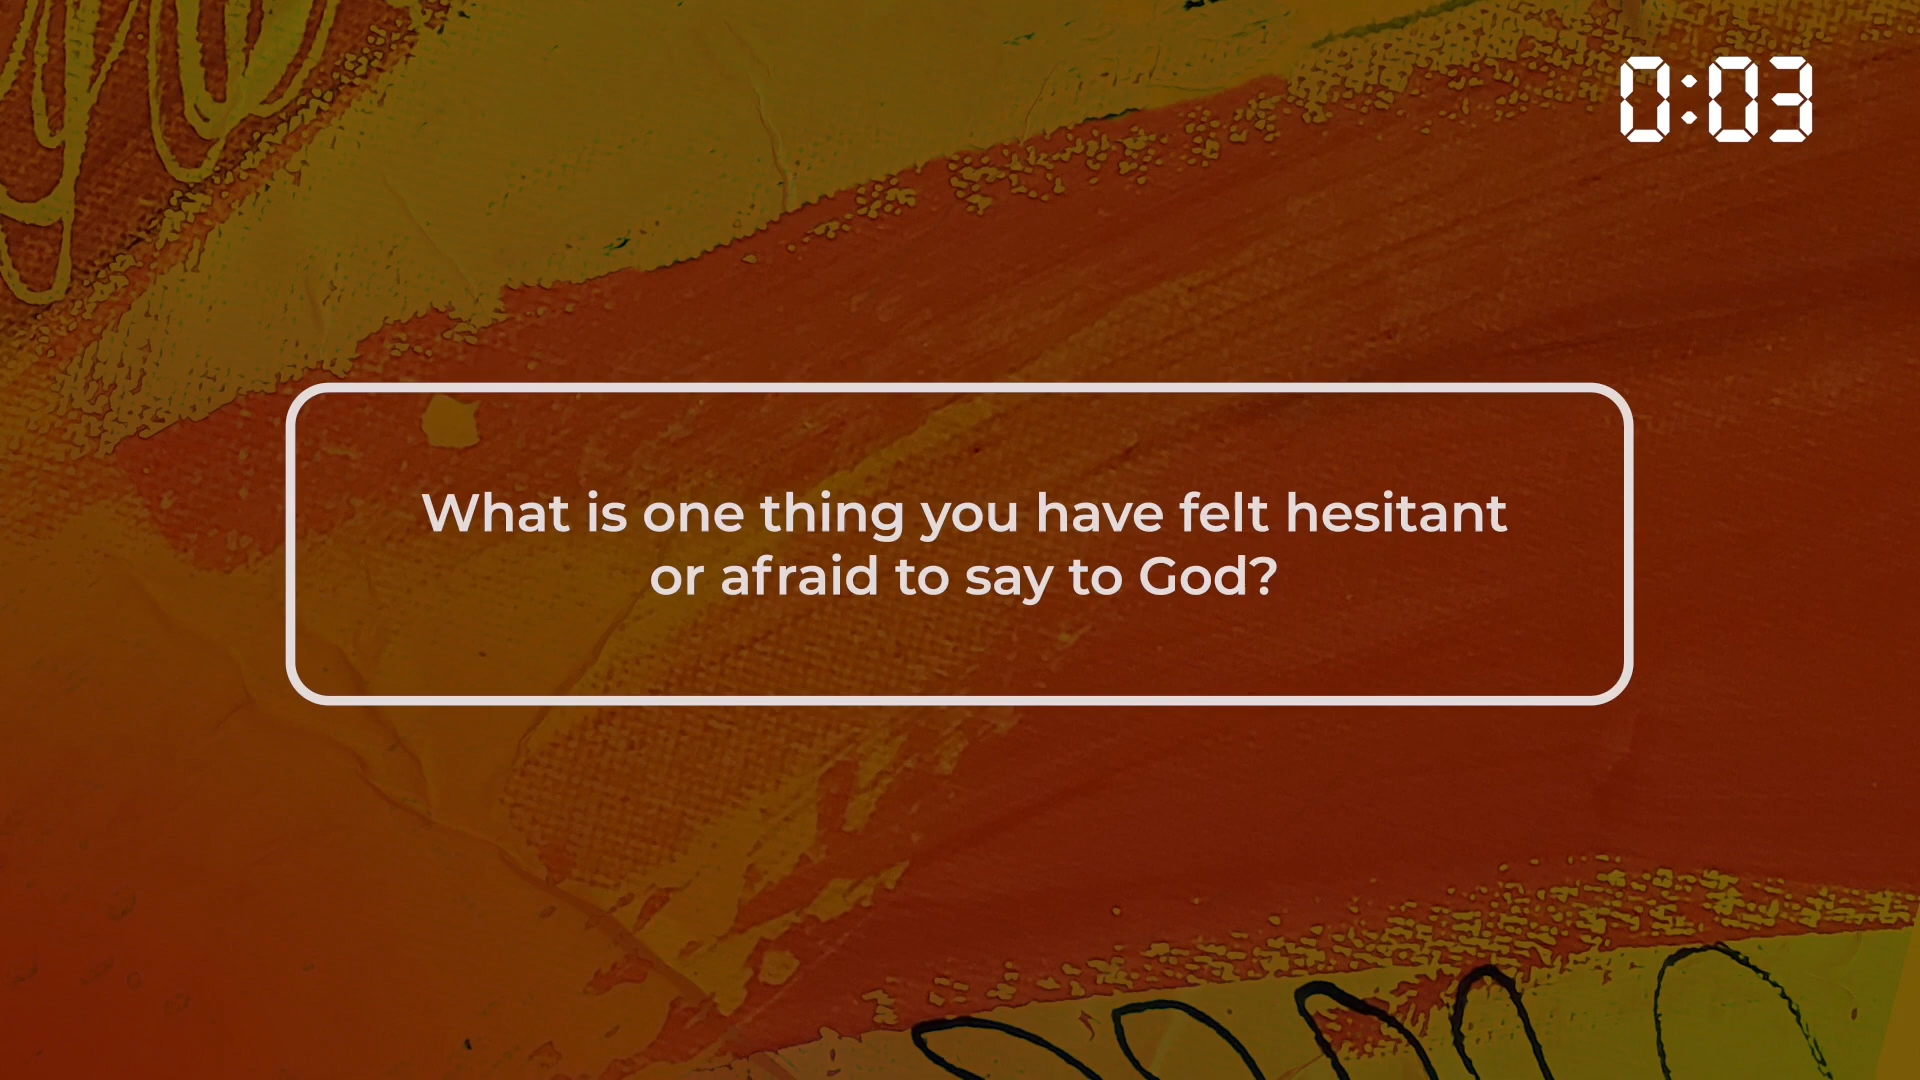 0:03
What is one thing you have felt hesitant
or afraid to say to God?